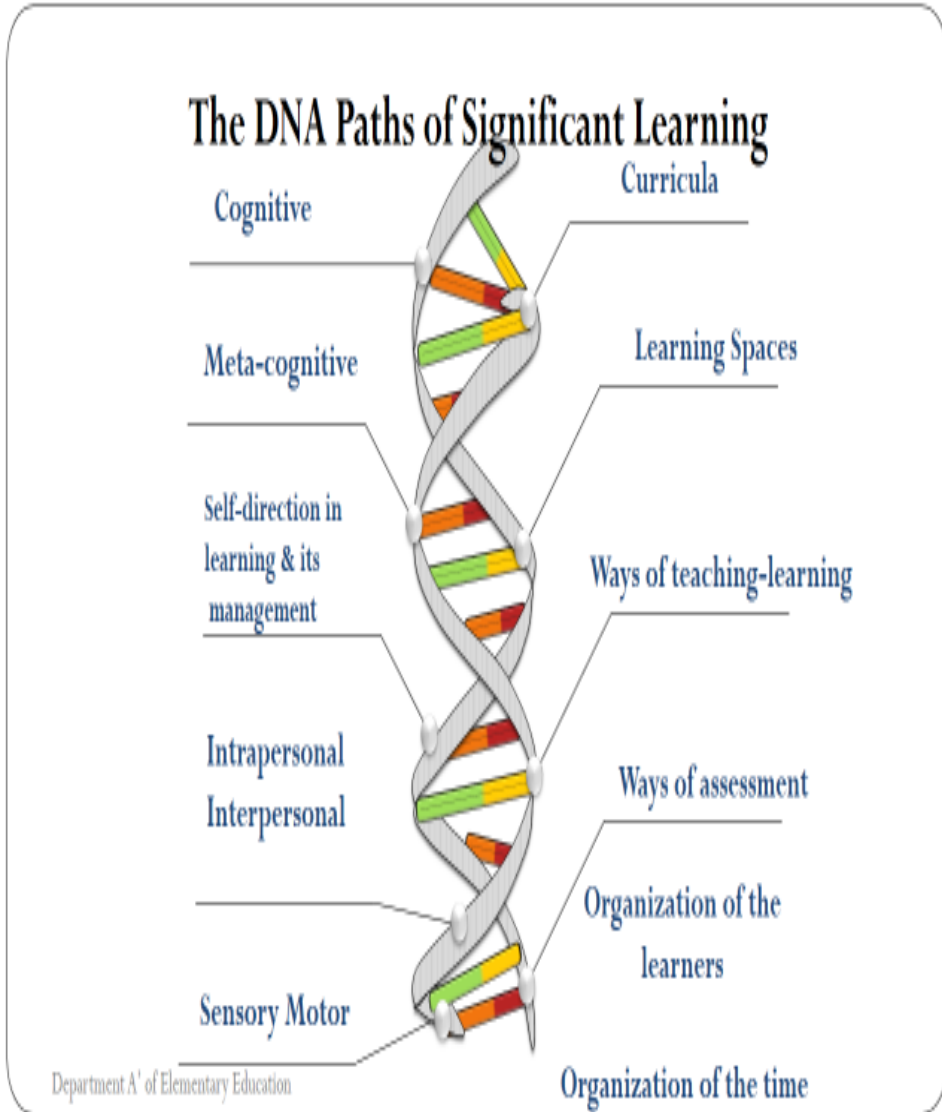 The DNA Paths of Significant Learning
Cognitive
Curricula
Meta-cognitive
Learning Spaces
Self-direction in
learning & its
management
Ways of teaching-learning
Intrapersonal
Interpersonal
Ways of assessment
Organization of the
learners
Sensory Motor
Organization of the time
Department A' of Elementary Education